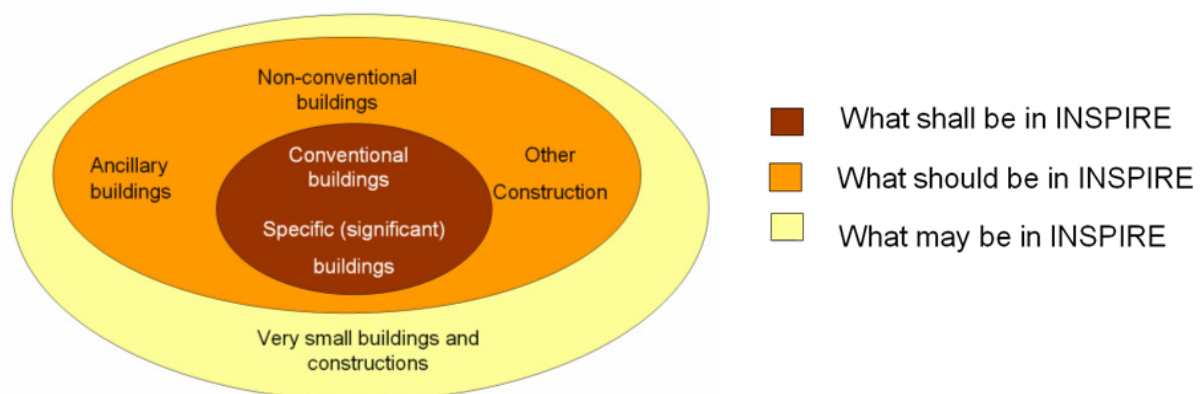 Non-conventional
buildings
Ancillary
buildings
Conventional
buildings
Specific (significant)
buildings
Other
Construction
Very small buildings and
constructions
What shall be in INSPIRE
What should be in INSPIRE
What may be in INSPIRE